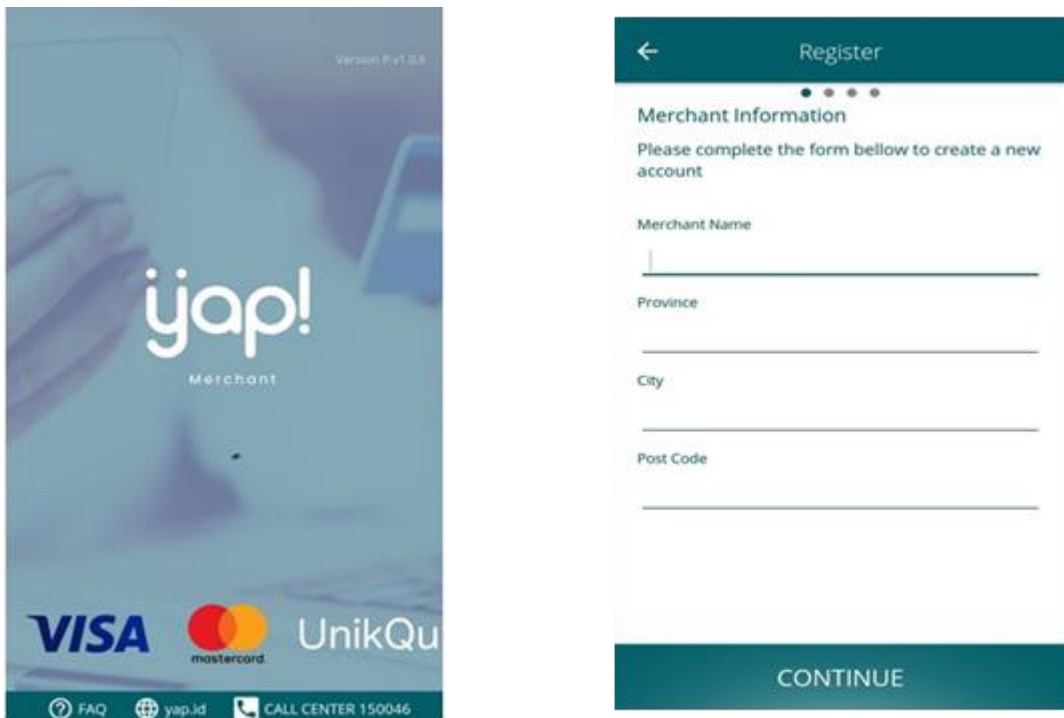 Version P.v1.0.8
yap!
Merchant
VISA
mastercard
UnikQu
FAQ
yap.id
CALL CENTER 150046
Register
Merchant Information
Please complete the form bellow to create a new
account
Merchant Name
Province
City
Post Code
CONTINUE